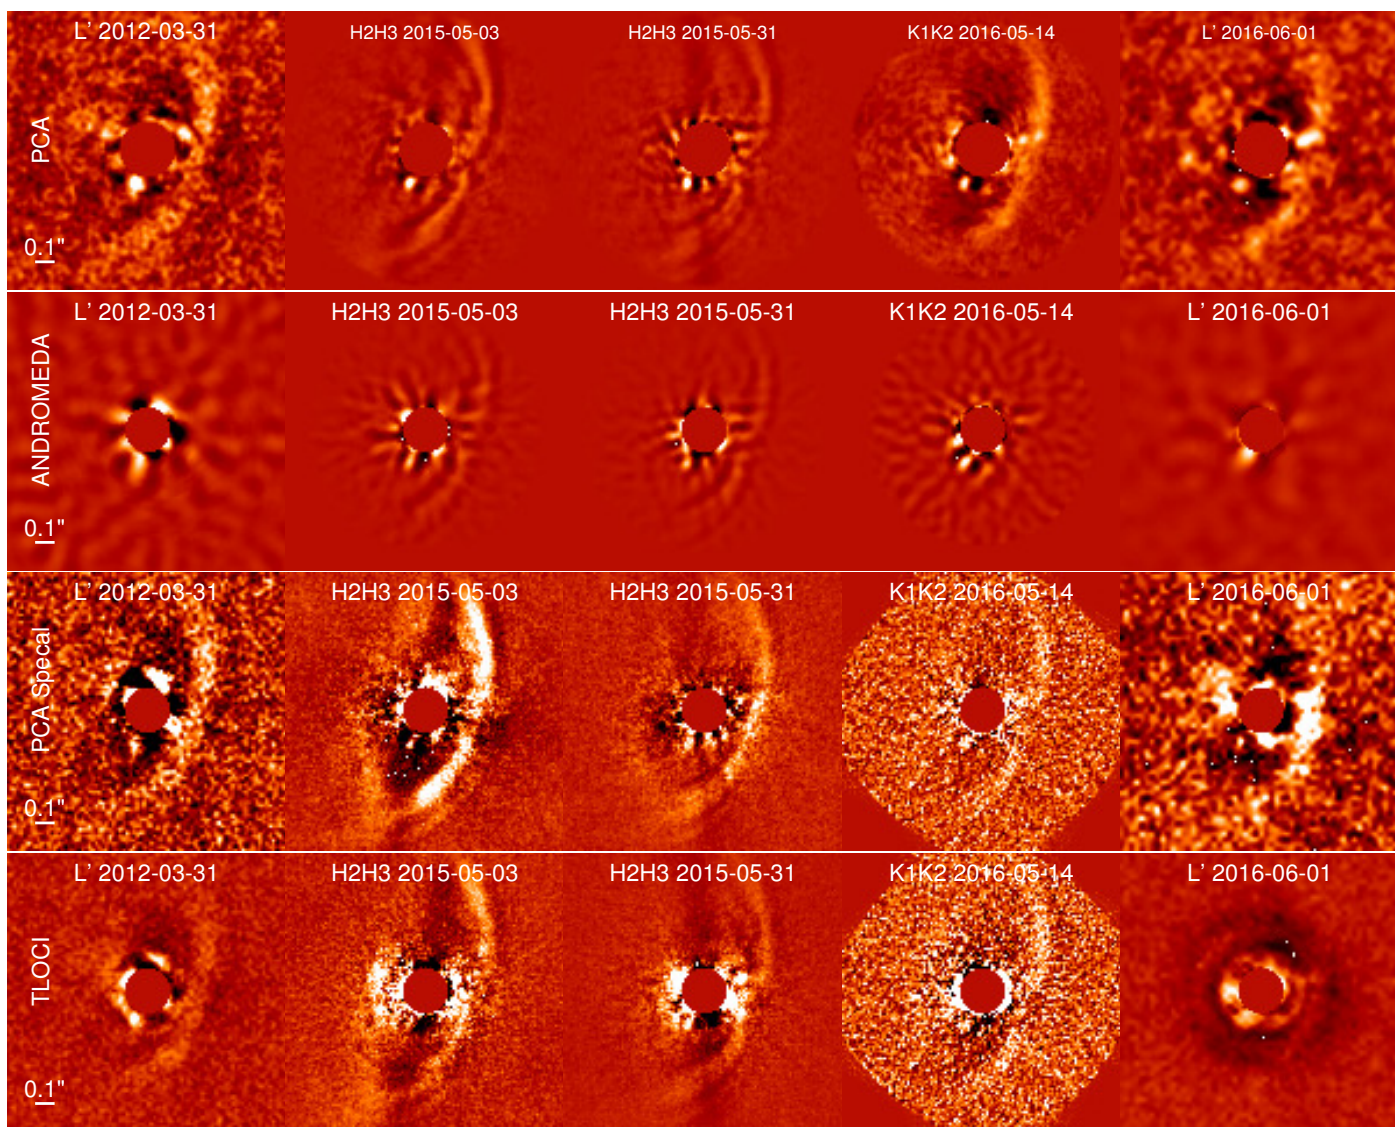 L’ 2012-03-31 H2H3 2015-05-03 H2H3 2015-05-31 K1K2 2016-05-14 L’ 2016-06-01
PCA
0.1"
L’ 2012-03-31 H2H3 2015-05-03 H2H3 2015-05-31 K1K2 2016-05-14 L’ 2016-06-01
ANDROMEDA
0.1"
L’ 2012-03-31 H2H3 2015-05-03 H2H3 2015-05-31 K1K2 2016-05-14 L’ 2016-06-01
PCA Specal
0.1"
L’ 2012-03-31 H2H3 2015-05-03 H2H3 2015-05-31 K1K2 2016-05-14 L’ 2016-06-01
TLOCI
0.1"